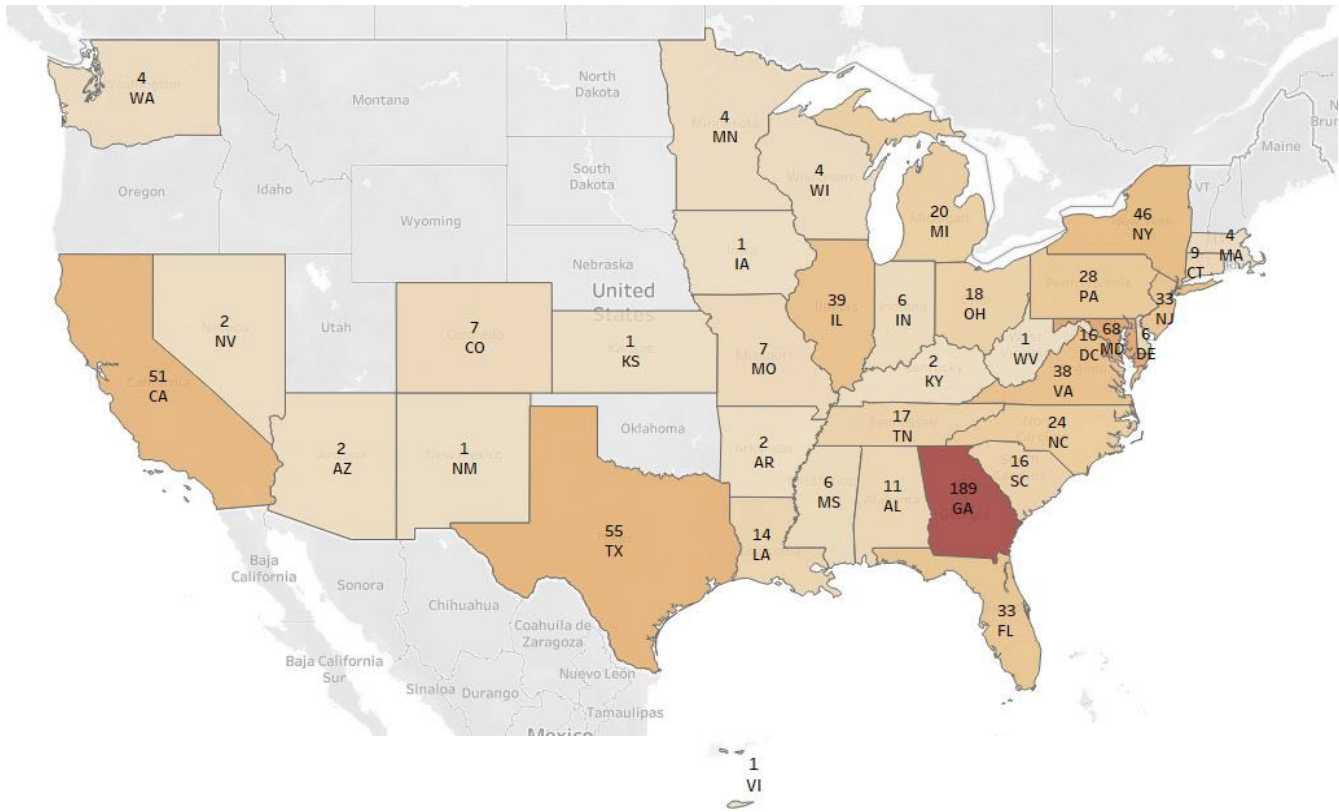 4
WA
Montana
North
Dakota
4
MN
Oregon
Idaho
Wyoming
South
Dakota
4
WI
20
MI
Maine
VT
46
NY
4
MA
9
CT
1
IA
Nebraska
United
States
2
NV
Utah
7
CO
1
KS
7
MO
39
IL
6
IN
18
OH
28
PA
33
NJ
68
MD
6
DE
16
DC
1
WV
38
VA
2
KY
51
CA
2
AZ
1
NM
Oklahoma
2
AR
17
TN
24
NC
16
SC
6
MS
11
AL
189
GA
55
TX
14
LA
33
FL
Baja
California
Sonora
Chihuahua
Coahuila de
Zaragoza
Baja California
Sur
Sinaloa
Durango
Nuevo León
Tamaulipas
Mexico
1
VI